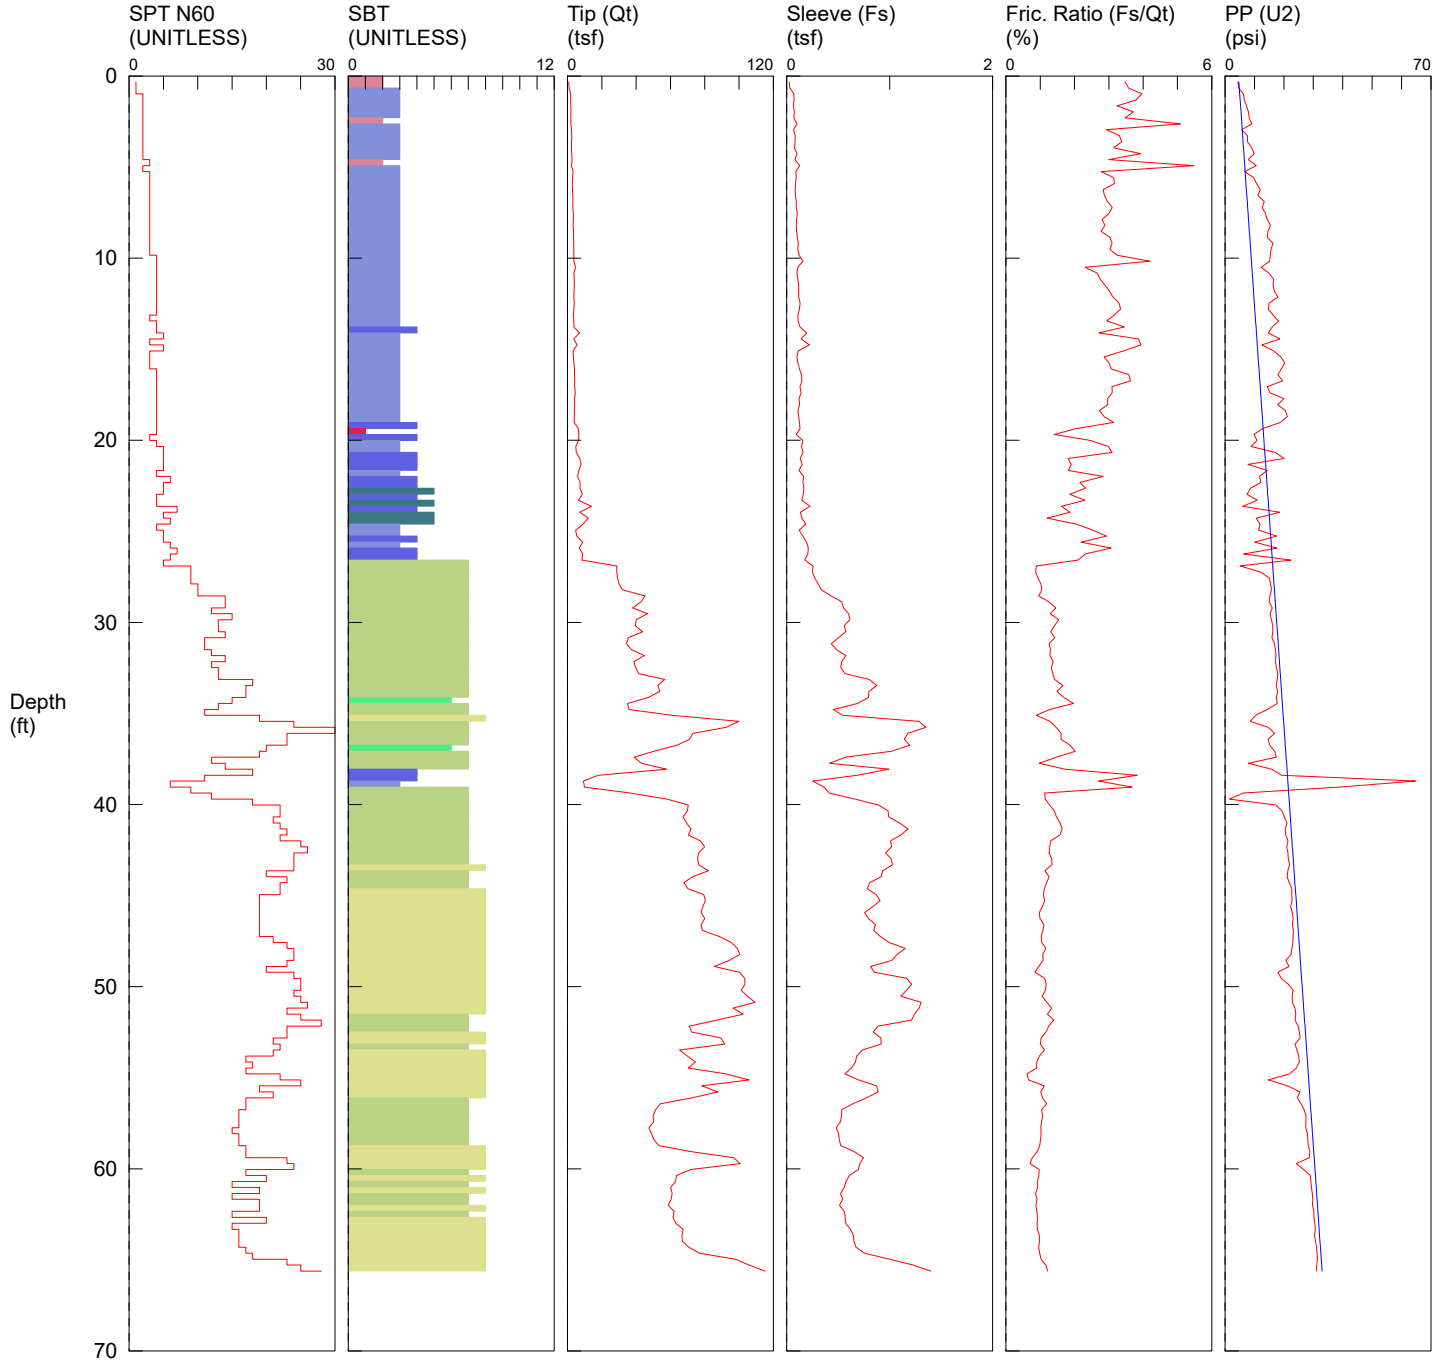 SPT N60
(UNITLESS)
SBT
(UNITLESS)
Tip (Qt)
(tsf)
Sleeve (Fs)
(tsf)
Fric. Ratio (Fs/Qt)
(%)
PP (U2)
(psi)
0 30
0 12
0 120
0 2
0 6
0 70
0
10
20
30
Depth
(ft)
40
50
60
70